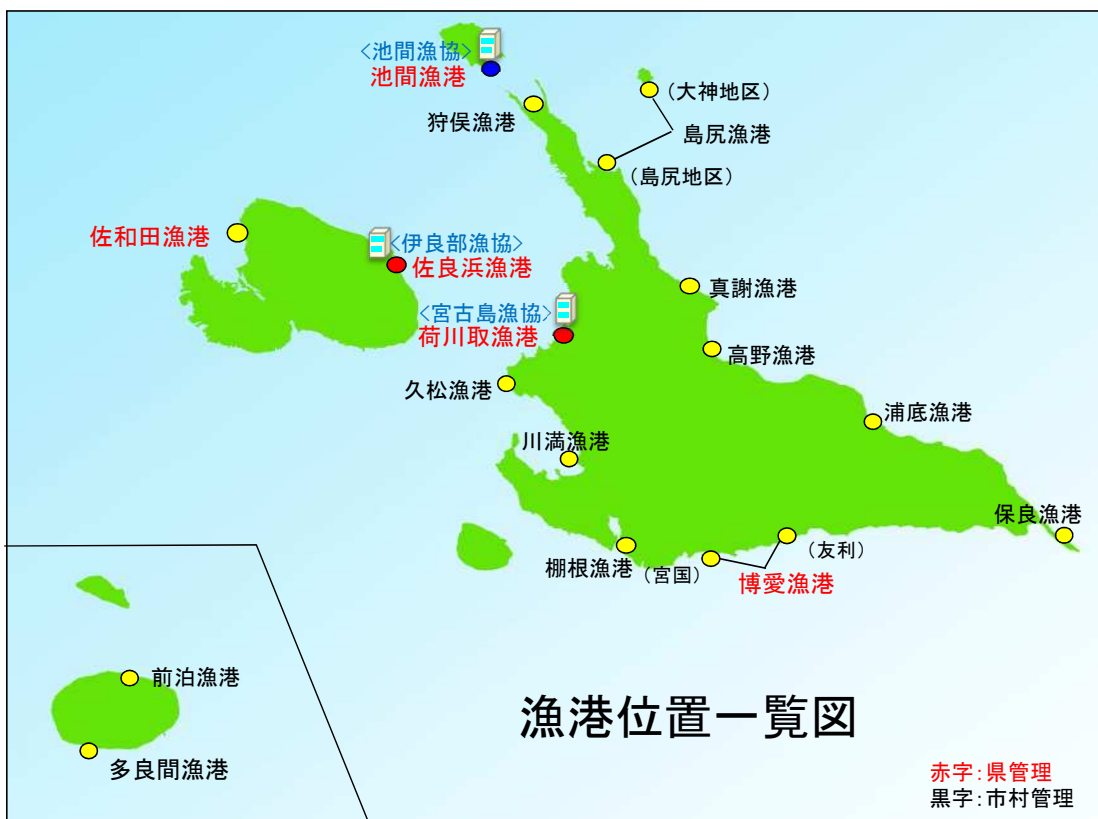 <池間漁協>
池間漁港
狩俣漁港
(大神地区)
島尻漁港
(島尻地区)
佐和田漁港
<伊良部漁協>
佐良浜漁港
真謝漁港
<宮古島漁協>
荷川取漁港
高野漁港
久松漁港
浦底漁港
川満漁港
保良漁港
(友利)
棚根漁港
(宮国)
博愛漁港
前泊漁港
多良間漁港
漁港位置一覧図
赤字:県管理
黒字:市村管理